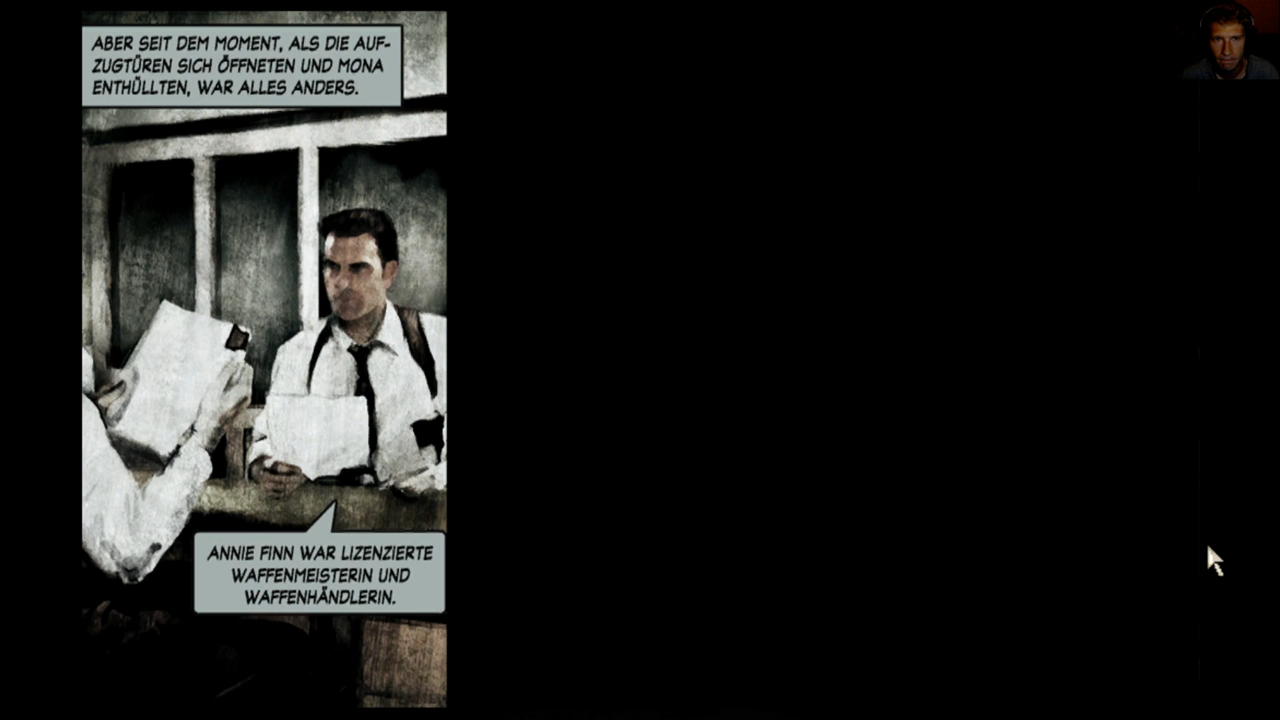 ABER SEIT DEM MOMENT, ALS DIE AUF-
ZUGTÜREN SICH ÖFFNETEN UND MONA
ENTHÜLLTEN, WAR ALLES ANDERS.
ANNIE FINN WAR LIZENZIERTE
WAFFENMEISTERIN UND
WAFFENHÄNDLERIN.